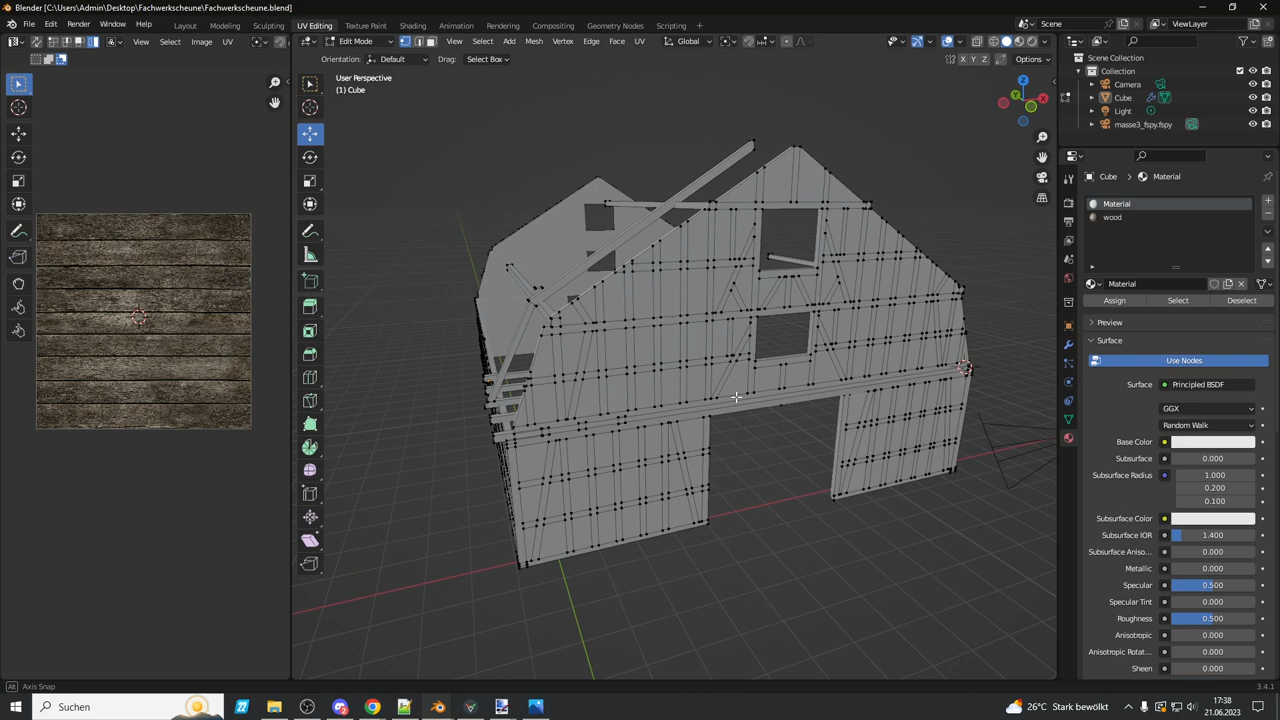 Blender [C:\Users\Admin\Desktop\Fachwerkscheune\Fachwerkscheune.blend]
File Edit Render Window Help Layout Modeling Sculpting UV Editing Texture Paint Shading Animation Rendering Compositing Geometry Nodes Scripting Scene ViewLayer
View Select Image UV Edit Mode View Select Add Mesh Vertex Edge Face UV Global
Orientation: Default Drag: Select Box X Y Z Options
Scene Collection
Collection
Camera
Cube
Light
masse3_fspy.fspy
User Perspective
(1) Cube
Z
Y
X
Cube Material
Material
wood
Material
Assign Select Deselect
Preview
Surface
Use Nodes
Surface Principled BSDF
GGX
Random Walk
Base Color
Subsurface 0.000
Subsurface Radius 1.000
0.200
0.100
Subsurface Color
Subsurface IOR 1.400
Subsurface Aniso... 0.000
Metallic 0.000
Specular 0.500
Specular Tint 0.000
Roughness 0.500
Anisotropic 0.000
Anisotropic Rotat... 0.000
Sheen 0.000
Alt Axis Snap 3.4.1
Suchen 26°C Stark bewölkt 17:38
21.06.2023